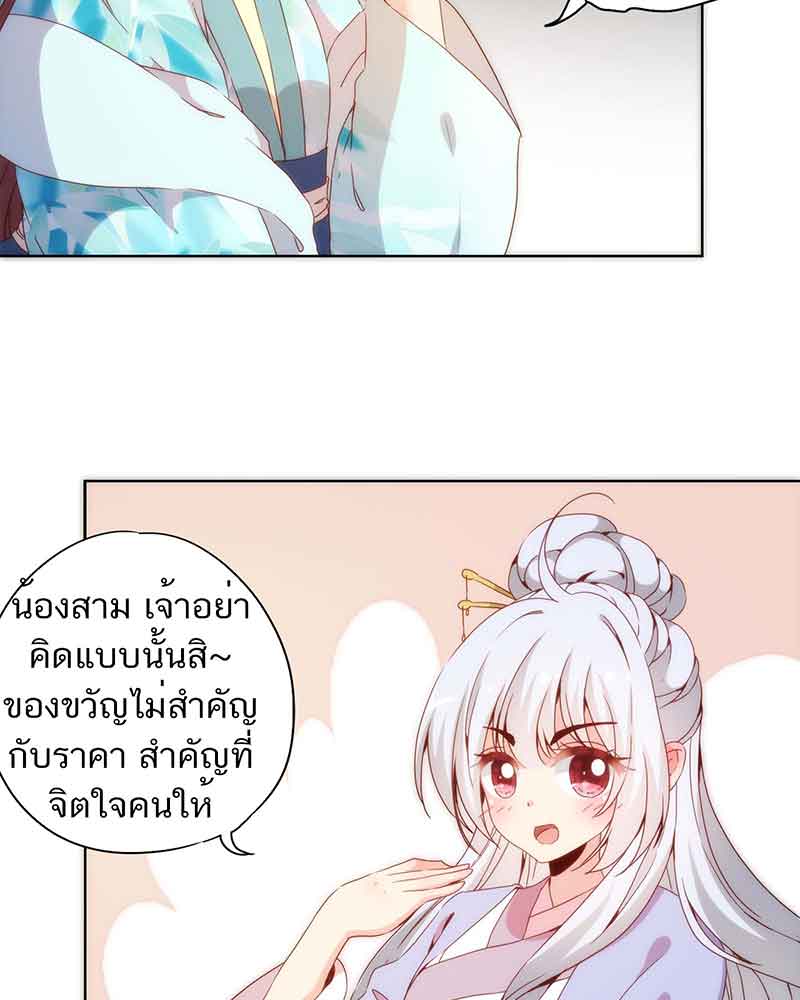 น้องสาม เจ้าอย่า
คิดแบบนั้นสิ~
ของขวัญไม่สำคัญ
กับราคา สำคัญที่
จิตใจคนให้